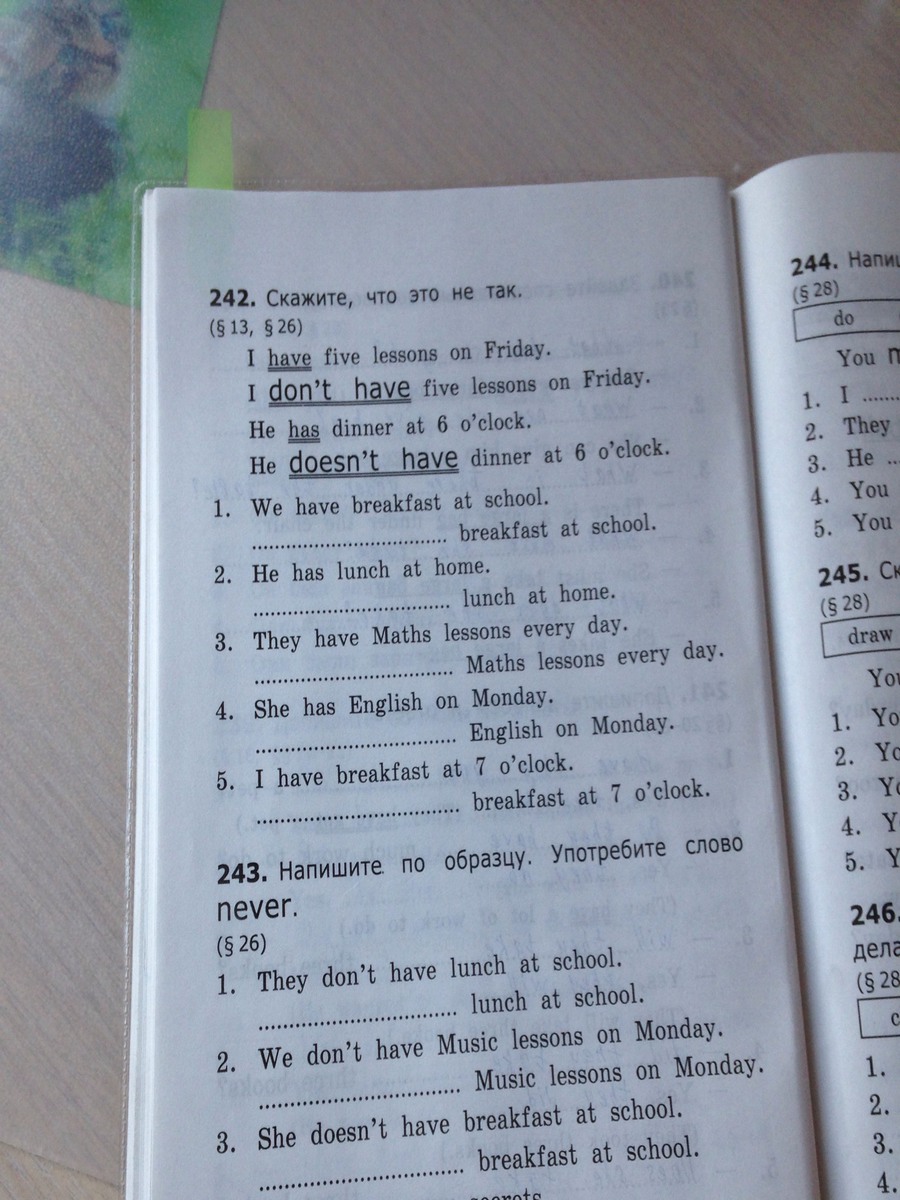 242. Скажите, что это не так.
(§ 13, § 26)
I have five lessons on Friday.
I don't have five lessons on Friday.
He has dinner at 6 o'clock.
He doesn't have dinner at 6 o'clock.
1. We have breakfast at school.
.................................. breakfast at school.
2. He has lunch at home.
.................................. lunch at home.
3. They have Maths lessons every day.
.................................. Maths lessons every day.
4. She has English on Monday.
.................................. English on Monday.
5. I have breakfast at 7 o'clock.
.................................. breakfast at 7 o'clock.
243. Напишите по образцу. Употребите слово
never.
(§ 26)
1. They don't have lunch at school.
.................................. lunch at school.
2. We don't have Music lessons on Monday.
.................................. Music lessons on Monday.
3. She doesn't have breakfast at school.
.................................. breakfast at school.
secrets
244.
(§ 28)
do
You
1. I ........
2. They
3. He ..
4. You
5. You
245.
(§ 28)
draw
1.
2.
3.
4.
5.
246.
(§ 28
1.
2.
3.
4.